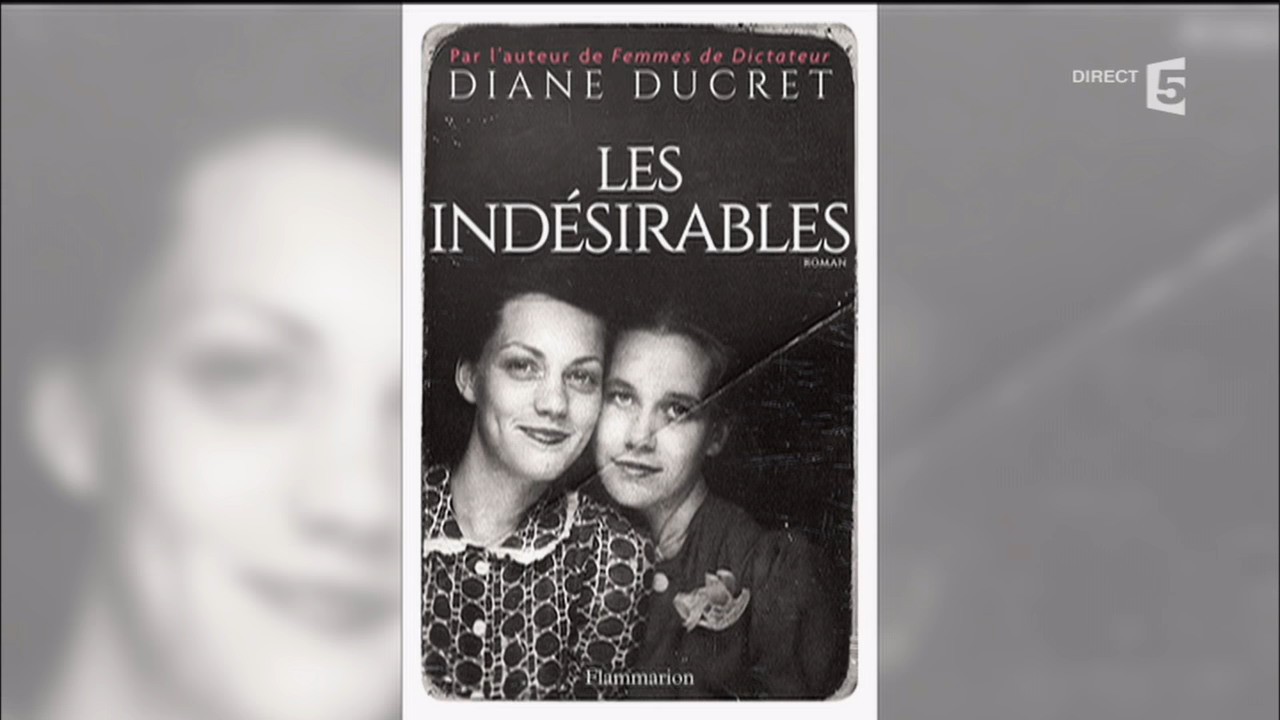 Par l'auteur de Femmes de Dictateur
DIANE DUCRET
DIRECT 5
LES
INDÉSIRABLES
ROMAN
Flammarion